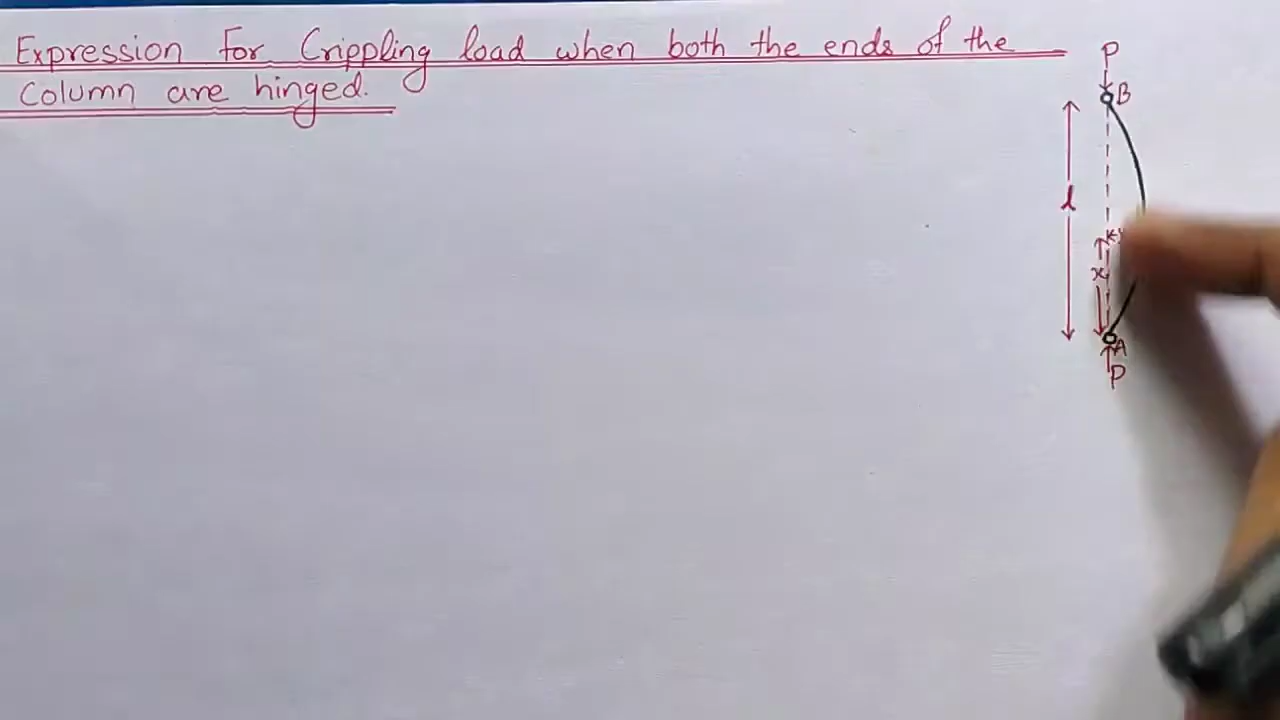 Expression for Crippling load when both the ends of the
Column are hinged.
P
B
l
x
A
P